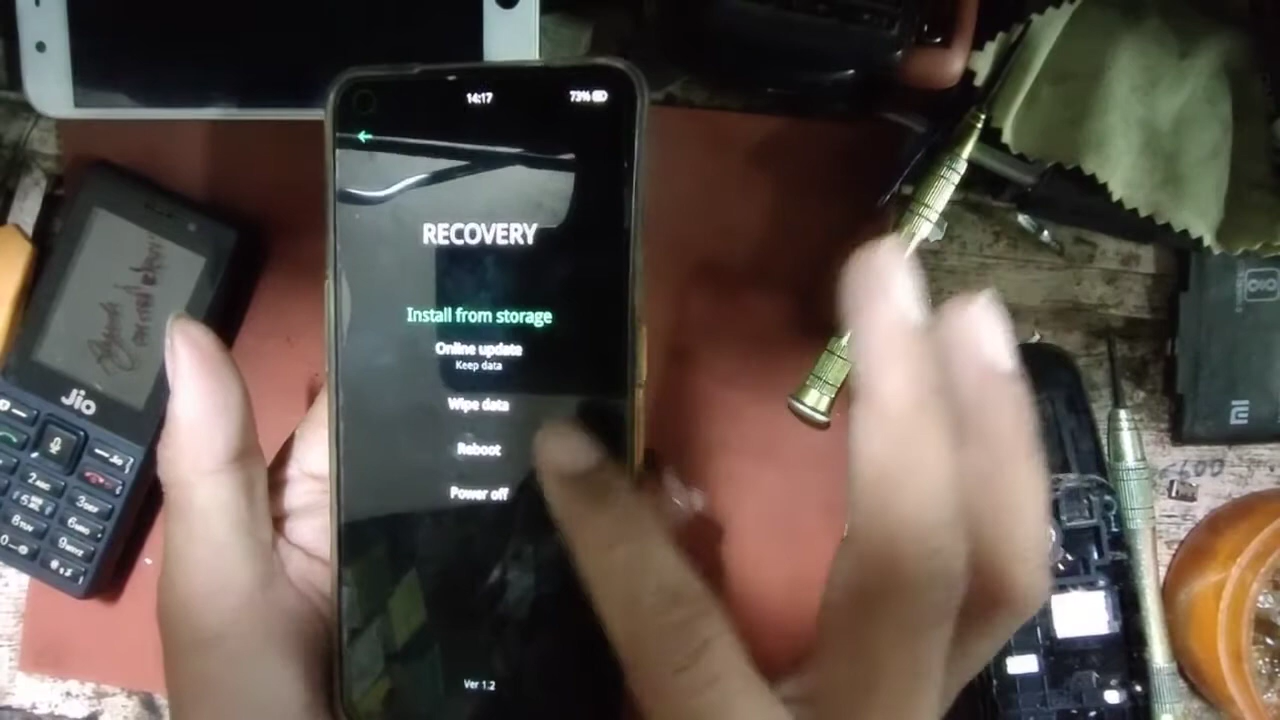 14:17
73%
RECOVERY
Install from storage
Online update
Keep data
Wipe data
Reboot
Power off
Ver 1.2
Jio